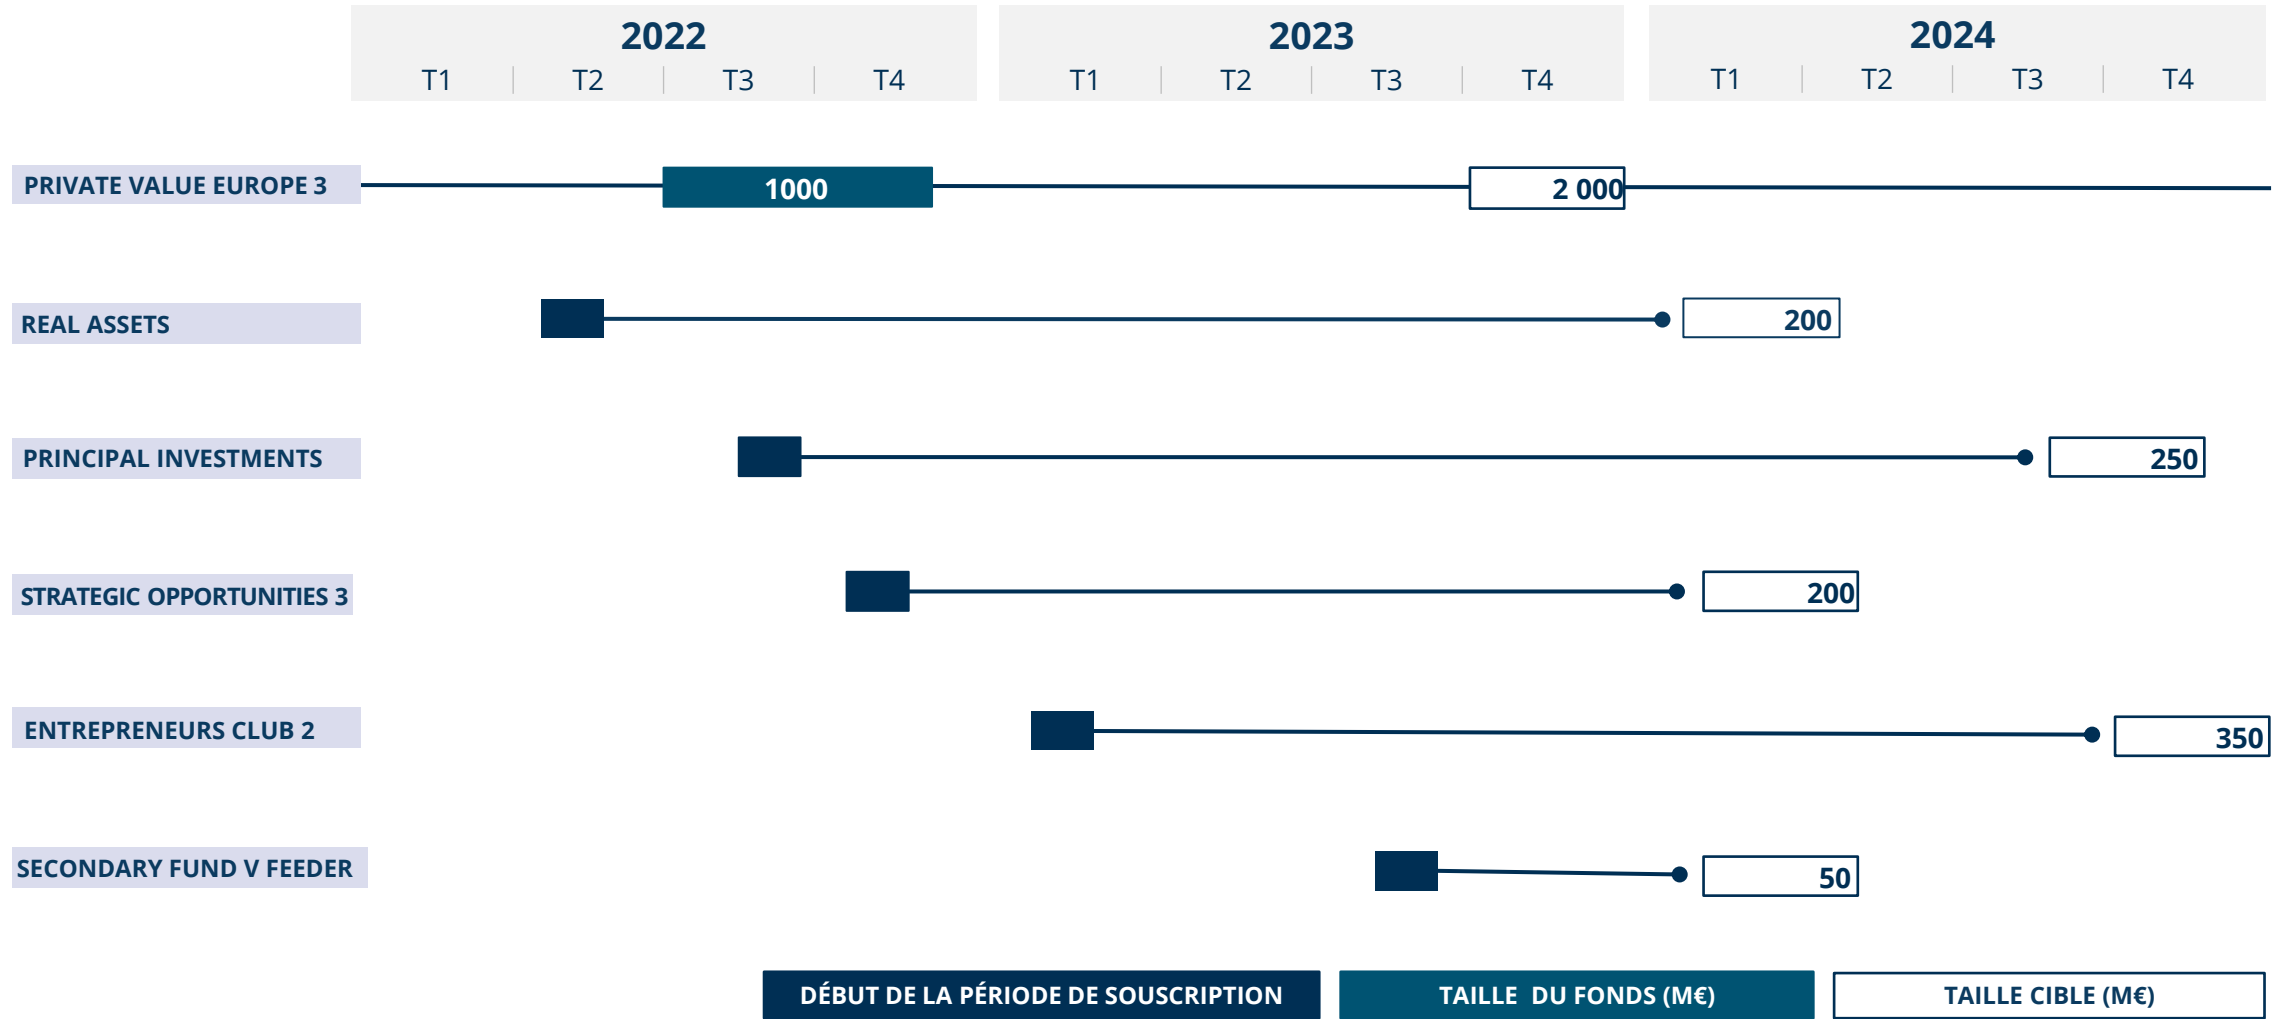 2022
2023
2024
T1
T2
T3
T4
T1
T2
T3
T4
T1
T2
T3
T4
PRIVATE VALUE EUROPE 3
1000
2 000
REAL ASSETS
200
PRINCIPAL INVESTMENTS
250
STRATEGIC OPPORTUNITIES 3
200
ENTREPRENEURS CLUB 2
350
SECONDARY FUND V FEEDER
50
DÉBUT DE LA PÉRIODE DE SOUSCRIPTION
TAILLE DU FONDS (M€)
TAILLE CIBLE (M€)